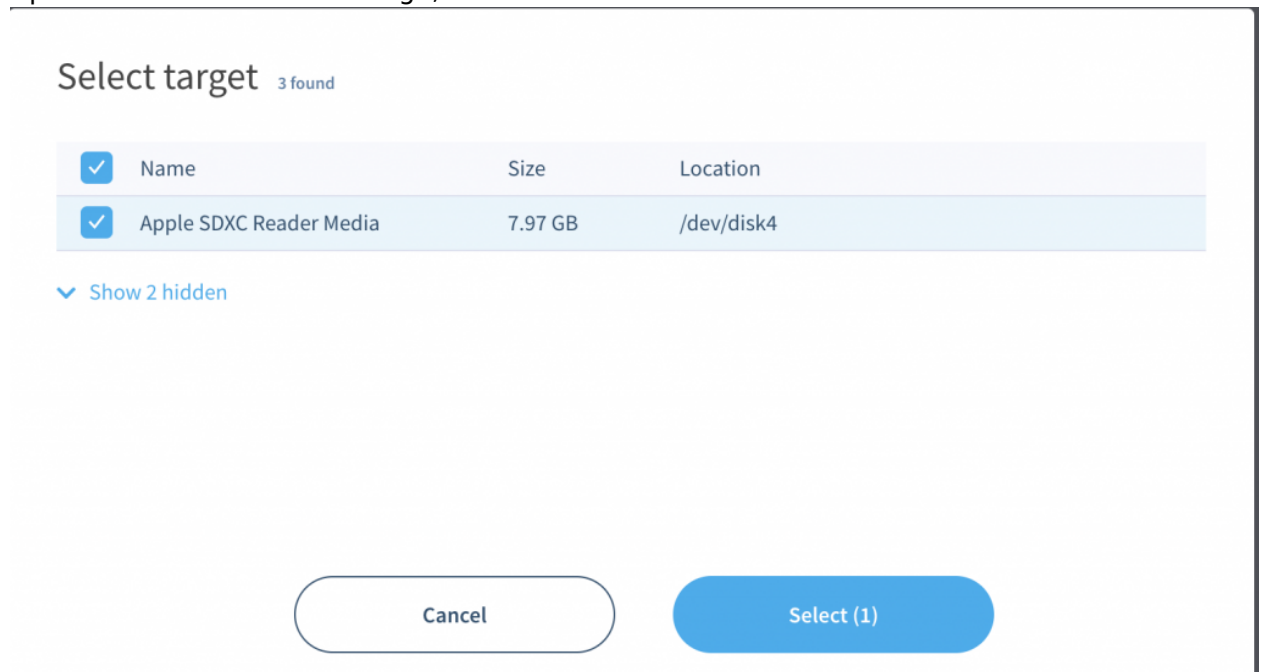 Select target 3 found
Name Size Location
Apple SDXC Reader Media 7.97 GB /dev/disk4
Show 2 hidden
Cancel Select (1)